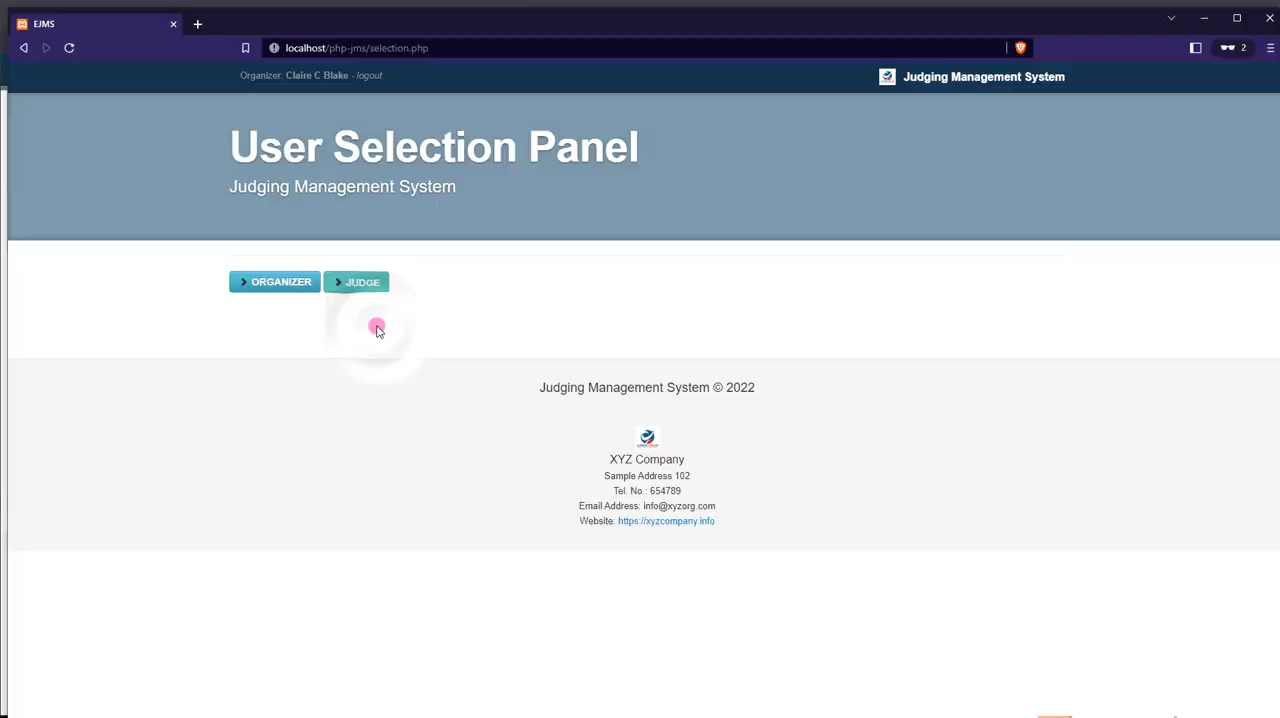 EJMS
localhost/php-jms/selection.php
2
Organizer: Claire C Blake - logout
Judging Management System
User Selection Panel
Judging Management System
ORGANIZER
JUDGE
Judging Management System © 2022
XYZ Company
Sample Address 102
Tel. No.: 654789
Email Address: info@xyzorg.com
Website: https://xyzcompany.info